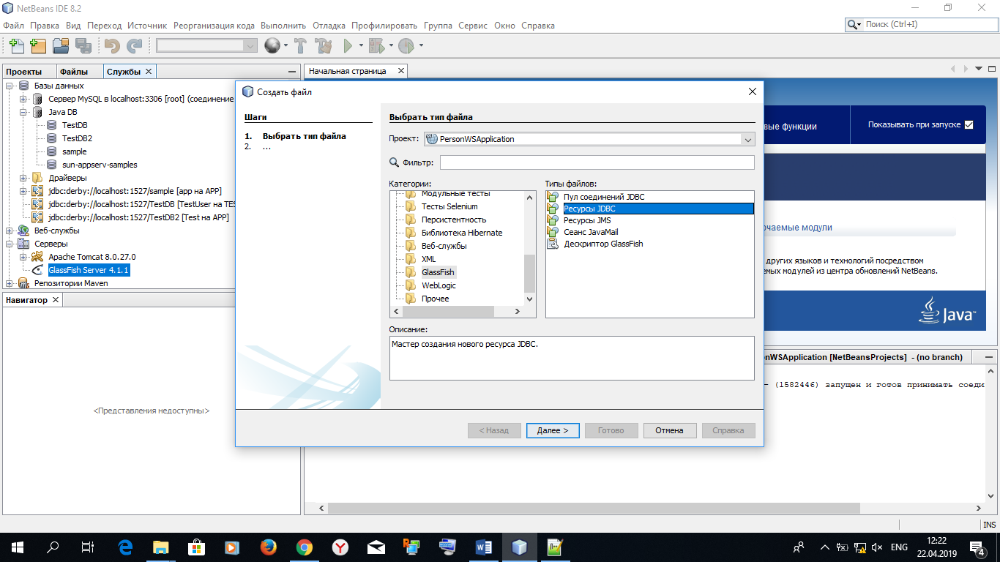 NetBeans IDE 8.2
Файл Правка Вид Переход Источник Реорганизация кода Выполнить Отладка Профилировать Группа Сервис Окно Справка
Поиск (Ctrl+I)
Проекты Файлы Службы
Базы данных
Сервер MySQL в localhost:3306 [root] (соединение
Java DB
TestDB
TestDB2
sample
sun-appserv-samples
Драйверы
jdbc:derby://localhost:1527/sample [app на APP]
jdbc:derby://localhost:1527/TestDB [TestUser на TES
jdbc:derby://localhost:1527/TestDB2 [Test на APP]
Веб-службы
Серверы
Apache Tomcat 8.0.27.0
GlassFish Server 4.1.1
Репозитории Maven
Навигатор
<Представления недоступны>
Начальная страница
Создать файл
Шаги
1. Выбрать тип файла
2. ...
Выбрать тип файла
Проект: PersonWSApplication
Фильтр:
Категории:
Модульные тесты
Тесты Selenium
Персистентность
Библиотека Hibernate
Веб-службы
XML
GlassFish
WebLogic
Прочее
Типы файлов:
Пул соединений JDBC
Ресурсы JDBC
Ресурсы JMS
Сеанс JavaMail
Дескриптор GlassFish
Описание:
Мастер создания нового ресурса JDBC.
< Назад Далее > Готово Отмена Справка
вые функции
Показывать при запуске
ючаемые модули
других языков и технологий посредством
емых модулей из центра обновлений NetBeans.
Java™
onWSApplication [NetBeansProjects] - (no branch)
- (1582446) запущен и готов принимать соеди
INS
ENG
12:22
22.04.2019
4